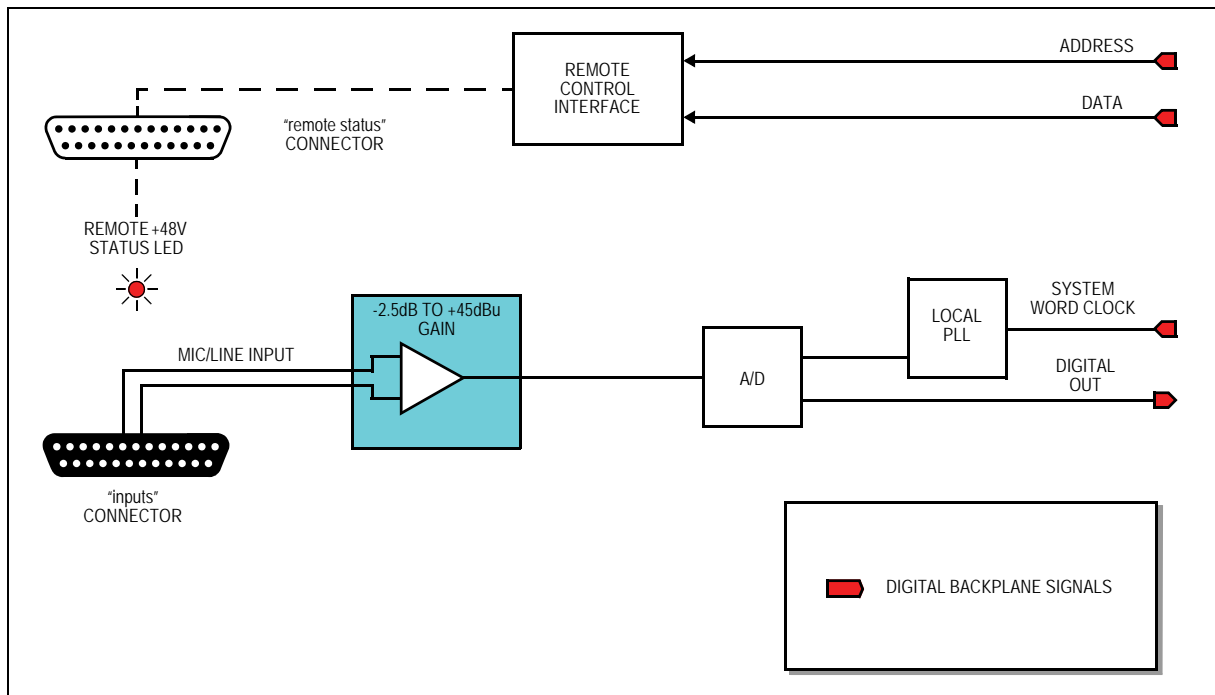 ADDRESS
REMOTE
CONTROL
INTERFACE
DATA
“remote status”
CONNECTOR
REMOTE +48V
STATUS LED
-2.5dB TO +45dBu
GAIN
MIC/LINE INPUT
A/D
LOCAL
PLL
SYSTEM
WORD CLOCK
DIGITAL
OUT
“inputs”
CONNECTOR
DIGITAL BACKPLANE SIGNALS